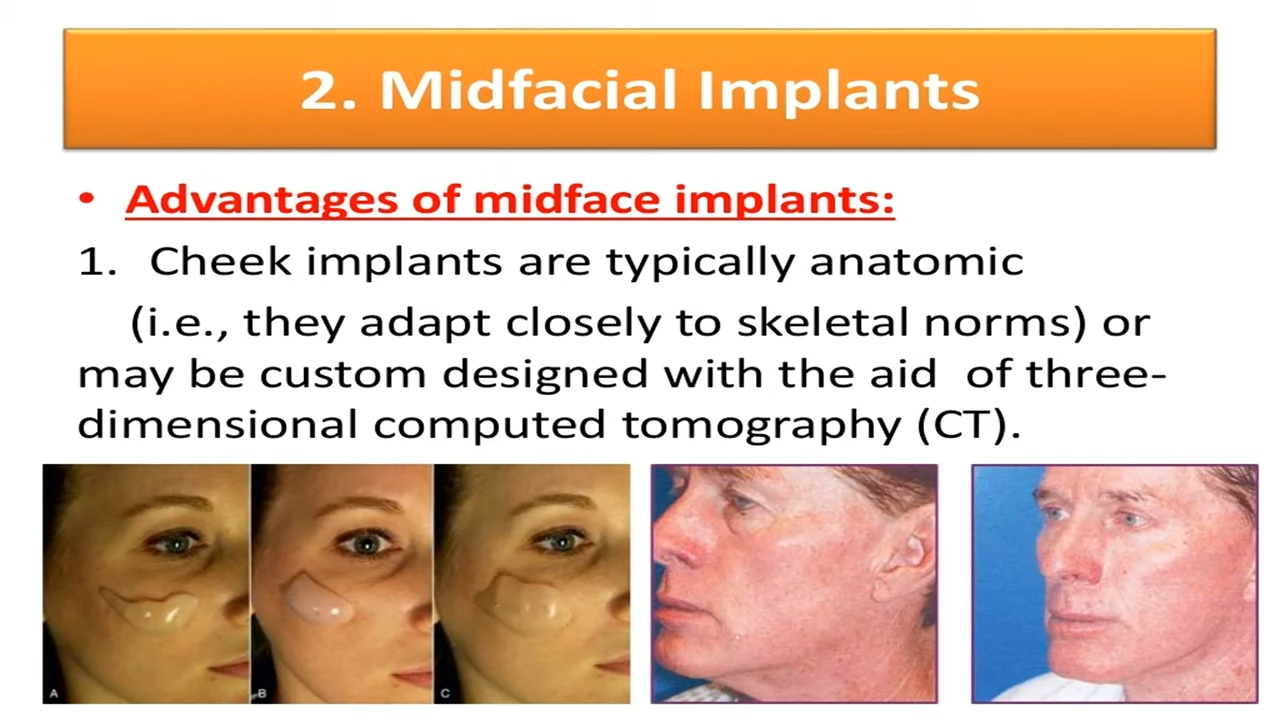 2. Midfacial Implants
• Advantages of midface implants:
1. Cheek implants are typically anatomic
(i.e., they adapt closely to skeletal norms) or
may be custom designed with the aid of three-
dimensional computed tomography (CT).
A B C